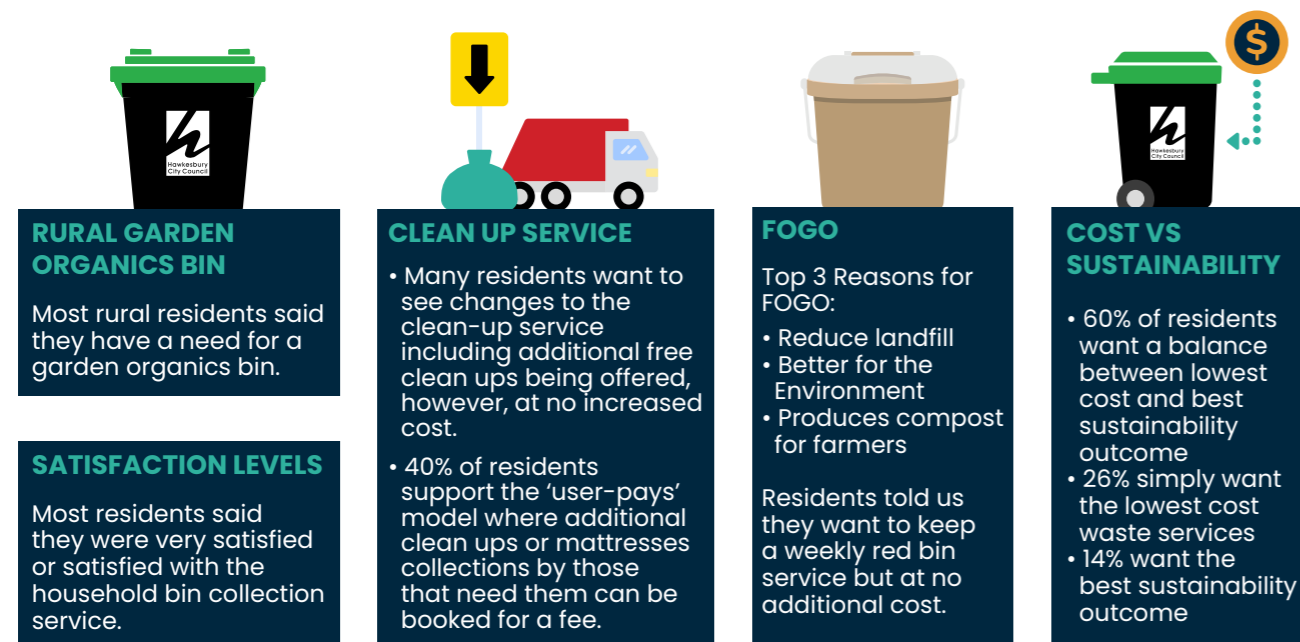 Hawkesbury
City Council
RURAL GARDEN
ORGANICS BIN
Most rural residents said
they have a need for a
garden organics bin.
SATISFACTION LEVELS
Most residents said
they were very satisfied
or satisfied with the
household bin collection
service.
CLEAN UP SERVICE
• Many residents want to
see changes to the
clean-up service
including additional free
clean ups being offered,
however, at no increased
cost.
• 40% of residents
support the ‘user-pays’
model where additional
clean ups or mattresses
collections by those
that need them can be
booked for a fee.
FOGO
Top 3 Reasons for
FOGO:
• Reduce landfill
• Better for the
Environment
• Produces compost
for farmers
Residents told us
they want to keep
a weekly red bin
service but at no
additional cost.
$
Hawkesbury
City Council
COST VS
SUSTAINABILITY
• 60% of residents
want a balance
between lowest
cost and best
sustainability
outcome
• 26% simply want
the lowest cost
waste services
• 14% want the
best sustainability
outcome